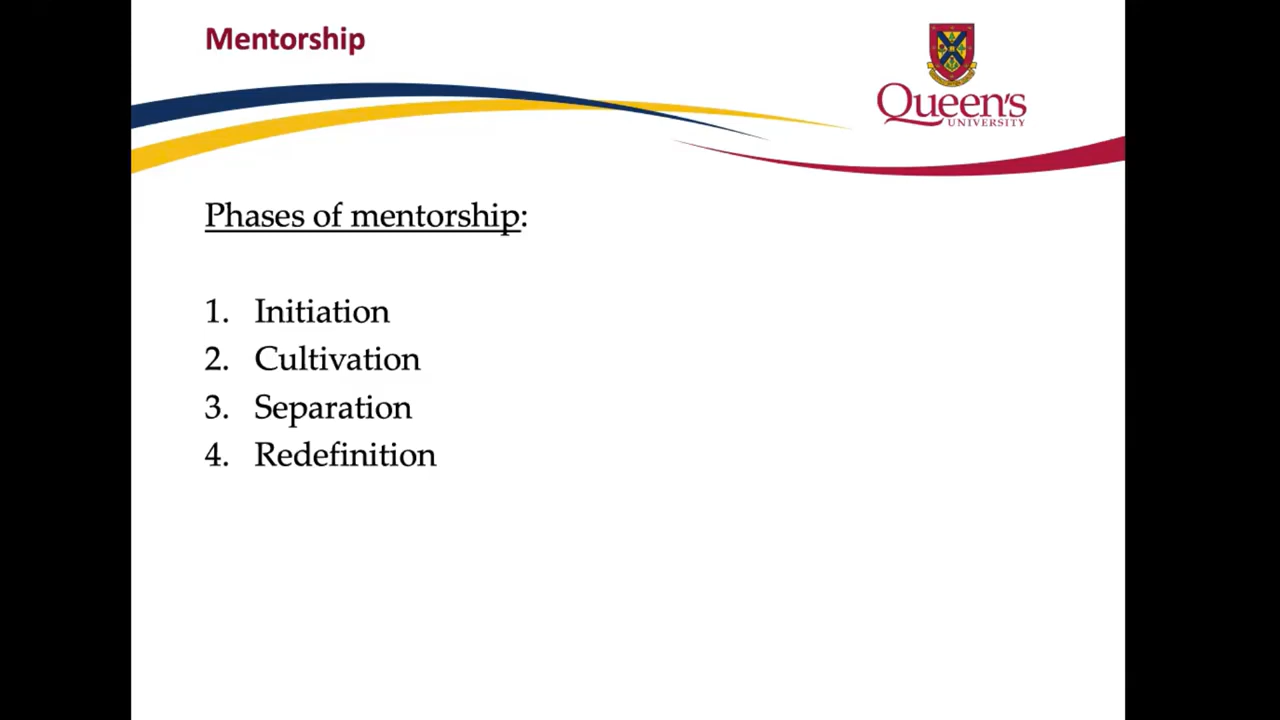 Mentorship
Queen's
UNIVERSITY
Phases of mentorship:
1. Initiation
2. Cultivation
3. Separation
4. Redefinition